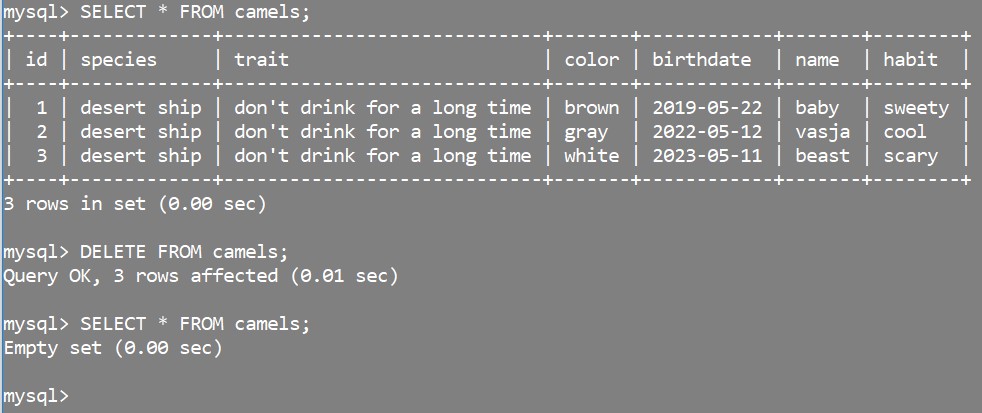 mysql> SELECT * FROM camels;
+----+-------------+-----------------------------+-------+------------+-------+--------+
| id | species     | trait                       | color | birthdate  | name  | habit  |
+----+-------------+-----------------------------+-------+------------+-------+--------+
|  1 | desert ship | don't drink for a long time | brown | 2019-05-22 | baby  | sweety |
|  2 | desert ship | don't drink for a long time | gray  | 2022-05-12 | vasja | cool   |
|  3 | desert ship | don't drink for a long time | white | 2023-05-11 | beast | scary  |
+----+-------------+-----------------------------+-------+------------+-------+--------+
3 rows in set (0.00 sec)
mysql> DELETE FROM camels;
Query OK, 3 rows affected (0.01 sec)
mysql> SELECT * FROM camels;
Empty set (0.00 sec)
mysql>